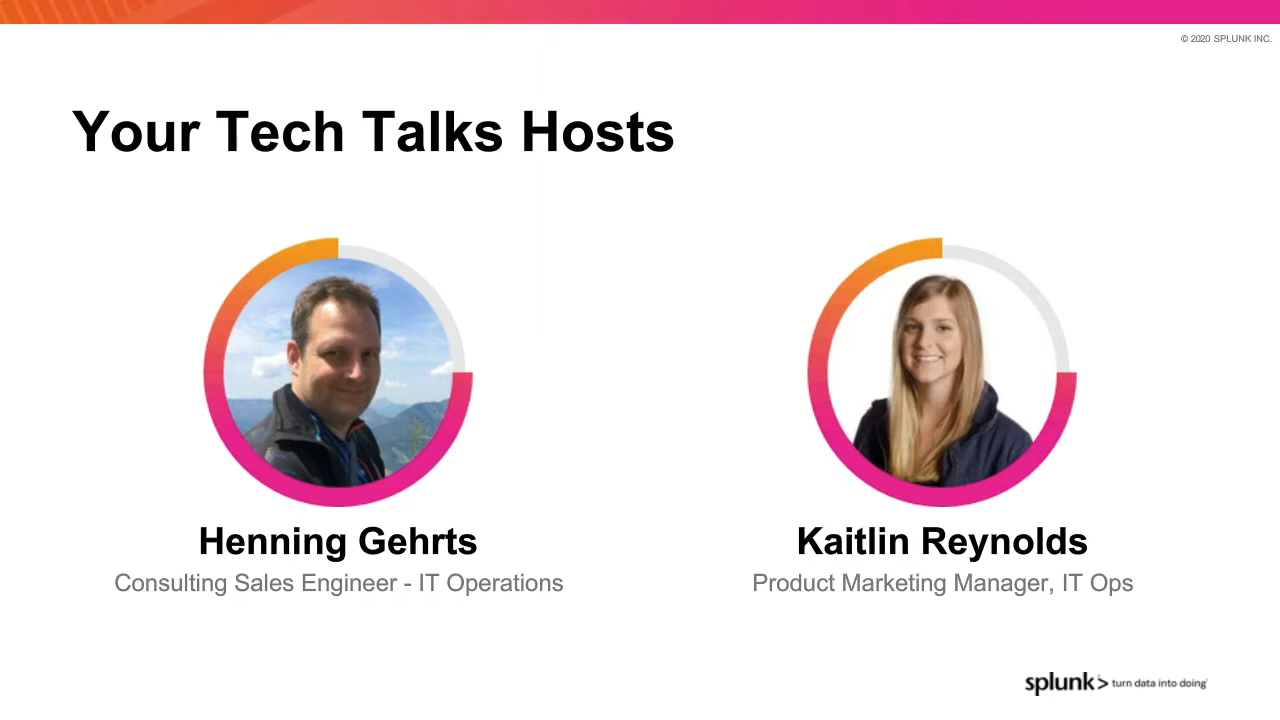 © 2020 SPLUNK INC.
Your Tech Talks Hosts
Henning Gehrts
Consulting Sales Engineer - IT Operations
Kaitlin Reynolds
Product Marketing Manager, IT Ops
splunk> turn data into doing